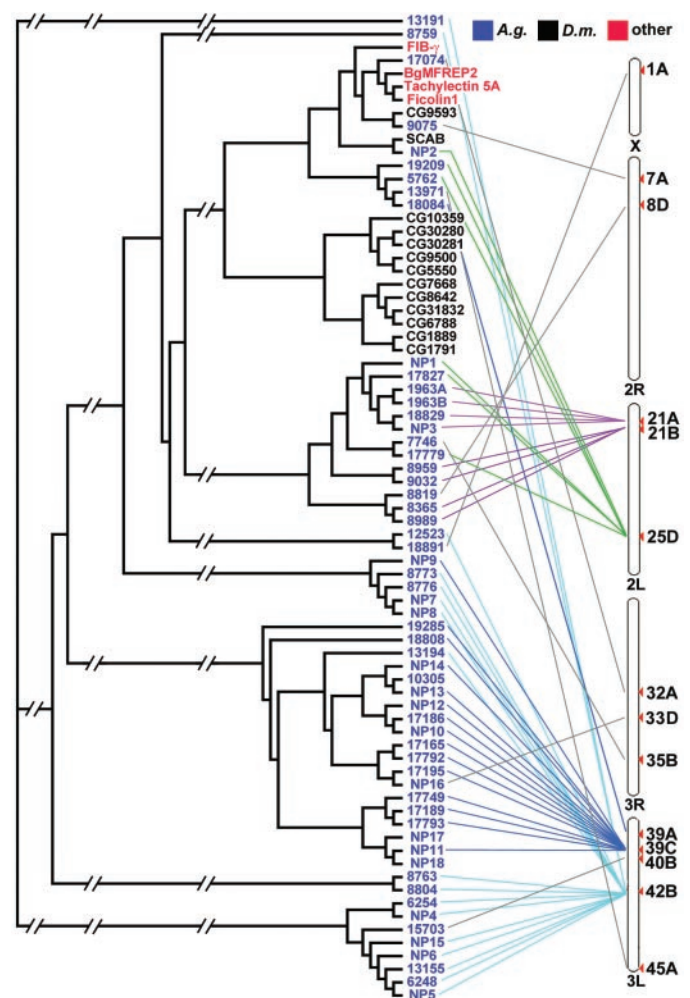 A.g. D.m. other
13191
8759
FIB-γ
17074
BgMFREP2
Tachylectin 5A
Ficolin1
CG9593
9075
SCAB
NP2
19209
5762
13971
18084
CG10359
CG30280
CG30281
CG9500
CG5550
CG7668
CG8642
CG31832
CG6788
CG1889
CG1791
NP1
17827
1963A
1963B
18829
NP3
7746
17779
8959
9032
8819
8365
8989
12523
18891
NP9
8773
8776
NP7
NP8
19285
18808
13194
NP14
10305
NP13
NP12
17186
NP10
17165
17792
17195
NP16
17749
17189
17793
NP17
NP11
NP18
8763
8804
6254
NP4
15703
NP15
NP6
13155
6248
NP5
1A
X
7A
8D
2R
21A
21B
25D
2L
32A
33D
35B
3R
39A
39C
40B
42B
45A
3L